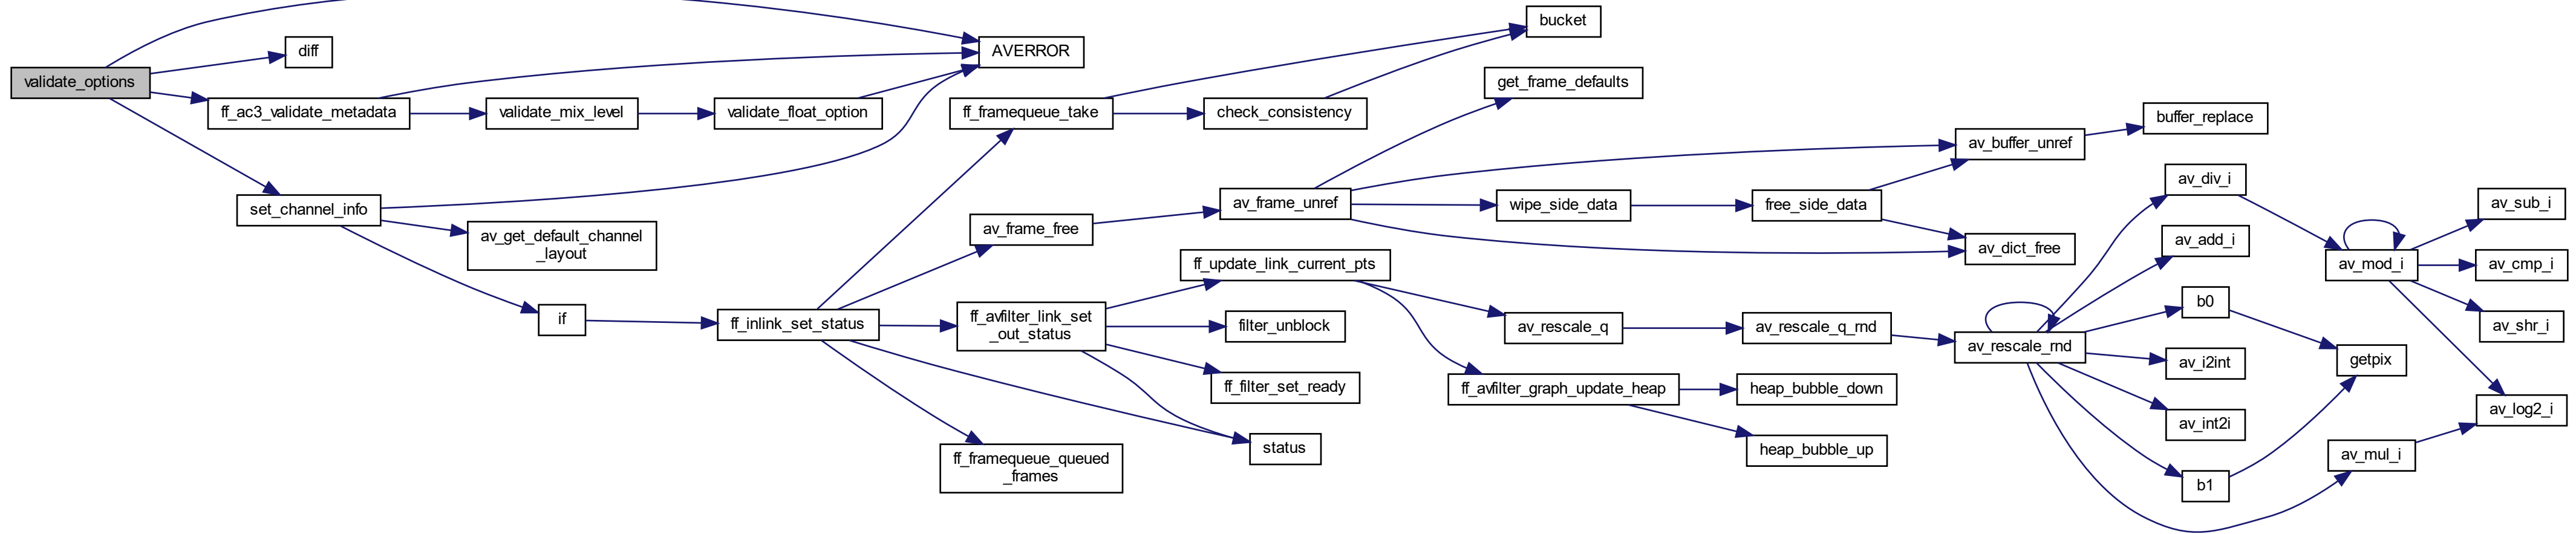 validate_options
diff
ff_ac3_validate_metadata
set_channel_info
validate_mix_level
av_get_default_channel
_layout
if
validate_float_option
ff_inlink_set_status
AVERROR
ff_framequeue_take
av_frame_free
ff_avfilter_link_set
_out_status
ff_framequeue_queued
_frames
check_consistency
av_frame_unref
ff_update_link_current_pts
filter_unblock
ff_filter_set_ready
status
bucket
get_frame_defaults
wipe_side_data
av_rescale_q
ff_avfilter_graph_update_heap
free_side_data
av_rescale_q_rnd
heap_bubble_down
heap_bubble_up
av_buffer_unref
av_dict_free
av_rescale_rnd
buffer_replace
av_div_i
av_add_i
b0
av_i2int
av_int2i
b1
av_mod_i
getpix
av_mul_i
av_sub_i
av_cmp_i
av_shr_i
av_log2_i